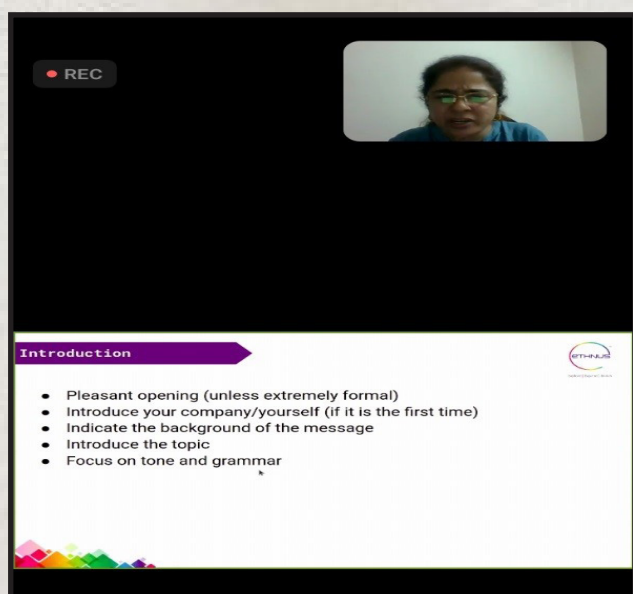 REC
Introduction
ETHNUS
Pleasant opening (unless extremely formal)
Introduce your company/yourself (if it is the first time)
Indicate the background of the message
Introduce the topic
Focus on tone and grammar